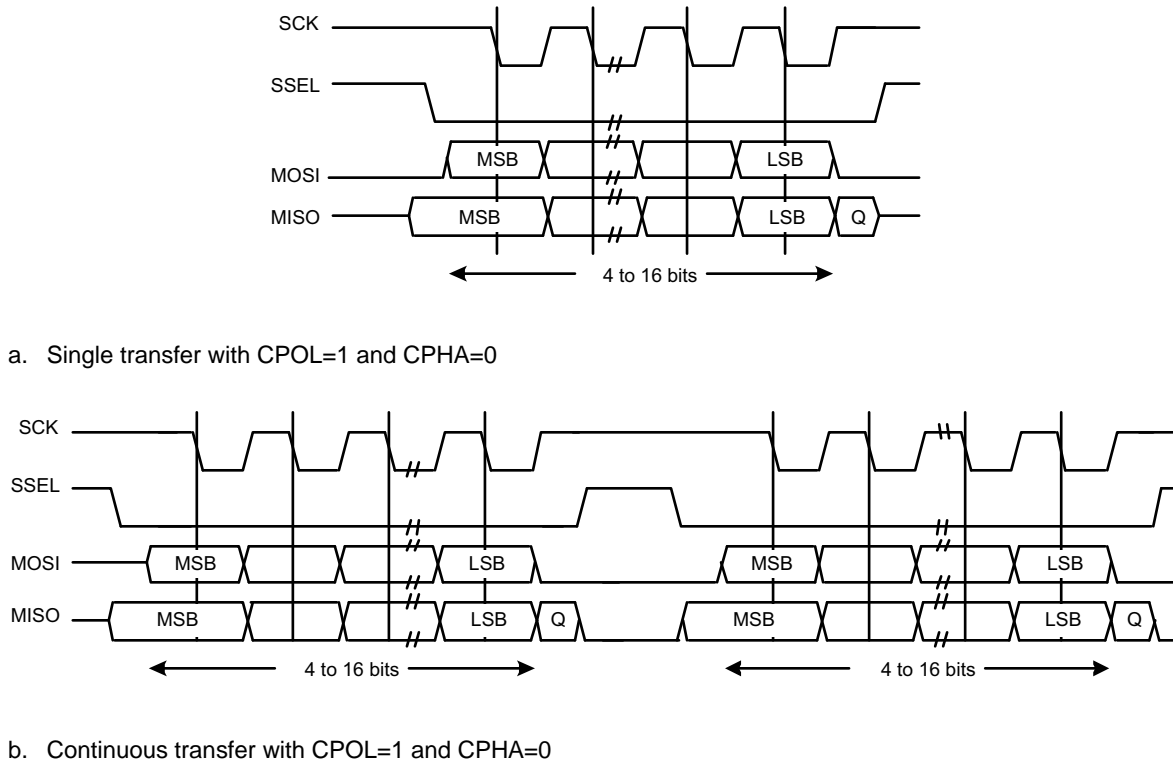 SCK
SSEL
MOSI
MSB
LSB
MISO
MSB
LSB
Q
4 to 16 bits
a. Single transfer with CPOL=1 and CPHA=0
SCK
SSEL
MOSI
MSB
LSB
MSB
LSB
MISO
MSB
LSB
Q
MSB
LSB
Q
4 to 16 bits
4 to 16 bits
b. Continuous transfer with CPOL=1 and CPHA=0